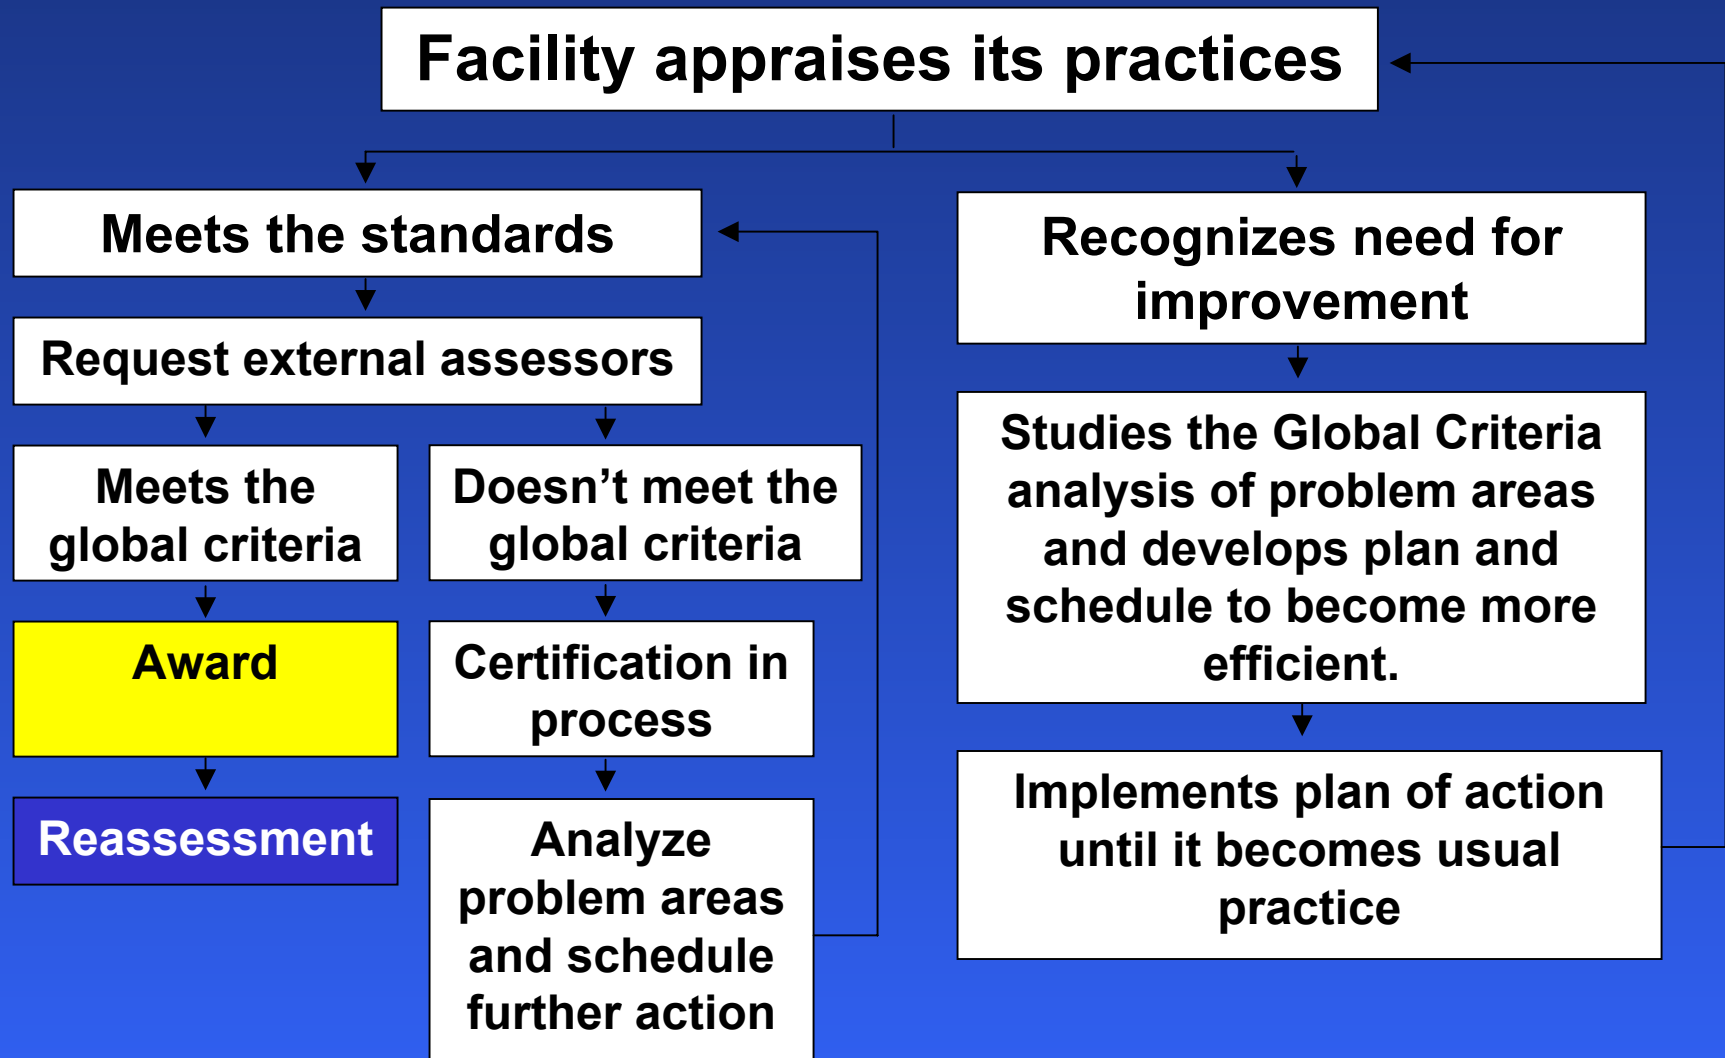 Facility appraises its practices
Meets the standards
Request external assessors
Meets the
global criteria
Award
Reassessment
Doesn’t meet the
global criteria
Certification in
process
Analyze
problem areas
and schedule
further action
Recognizes need for
improvement
Studies the Global Criteria
analysis of problem areas
and develops plan and
schedule to become more
efficient.
Implements plan of action
until it becomes usual
practice